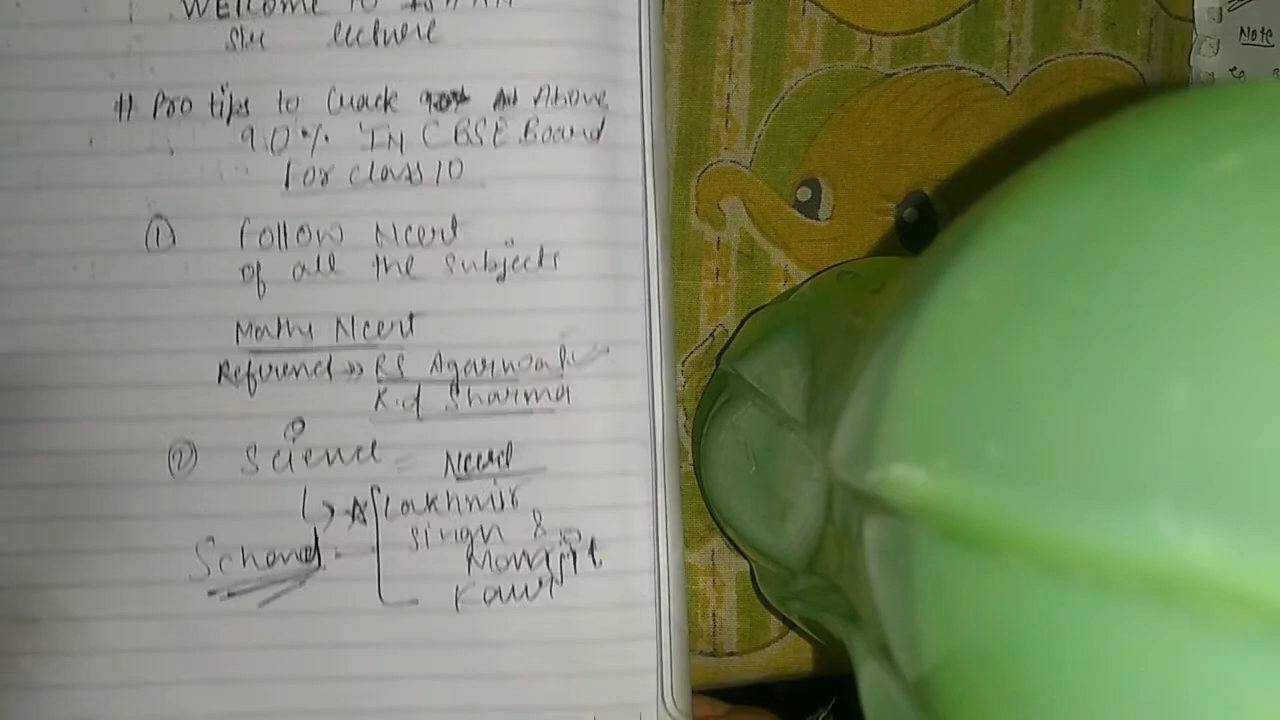 WELCOME TO
sir lecture
# Pro tips to Crack Above
90% IN CBSE Board
for class 10
① Follow Ncert
of all the subjects
Maths Ncert
Reference >> RS Agarwal
R.d Sharma
② Science = Ncert
Lakhmir
Singh &
Manjit
Kaur
Note